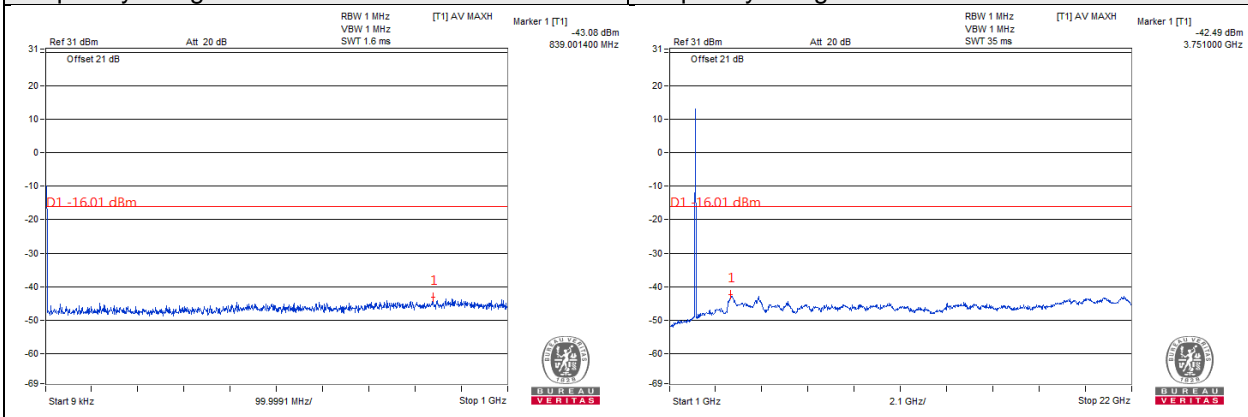 RBW 1 MHz
VBW 1 MHz
SWT 1.6 ms
[T1] AV MAXH
Marker 1 [T1]
-43.08 dBm
839.001400 MHz
Ref 31 dBm
Att 20 dB
Offset 21 dB
31
20
10
0
-10
D1 -16.01 dBm
-20
-30
1
-40
-50
-60
-69
Start 9 kHz
99.9991 MHz/
Stop 1 GHz
BUREAU VERITAS
1828
BUREAU
VERITAS
RBW 1 MHz
VBW 1 MHz
SWT 35 ms
[T1] AV MAXH
Marker 1 [T1]
-42.49 dBm
3.751000 GHz
Ref 31 dBm
Att 20 dB
Offset 21 dB
31
20
10
0
-10
D1 -16.01 dBm
-20
-30
1
-40
-50
-60
-69
Start 1 GHz
2.1 GHz/
Stop 22 GHz
BUREAU VERITAS
1828
BUREAU
VERITAS